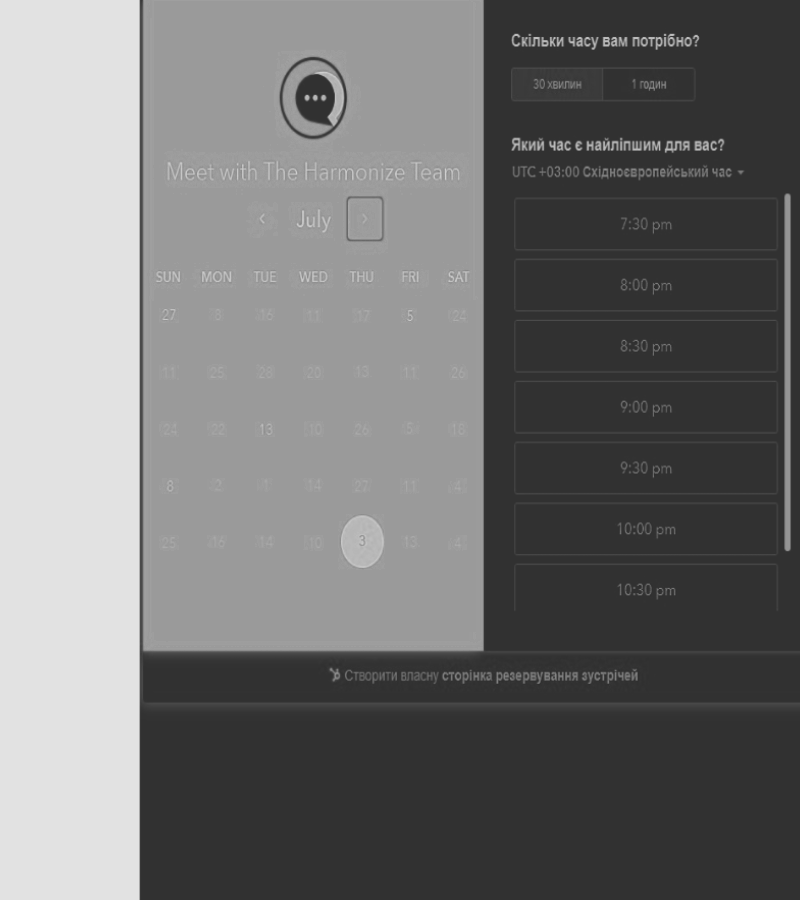 Meet with The Harmonize Team
July
SUN MON TUE WED THU FRI SAT
27 3 16 11 17 5 24
11 25 28 20 13 11 26
24 22 13 10 26 5 18
8 2 1 14 22 11 4
25 16 14 10 3 13 4
Скільки часу вам потрібно?
30 хвилин 1 годин
Який час є найліпшим для вас?
UTC +03:00 Східноєвропейський час
7:30 pm
8:00 pm
8:30 pm
9:00 pm
9:30 pm
10:00 pm
10:30 pm
Створити власну сторінка резервування зустрічей